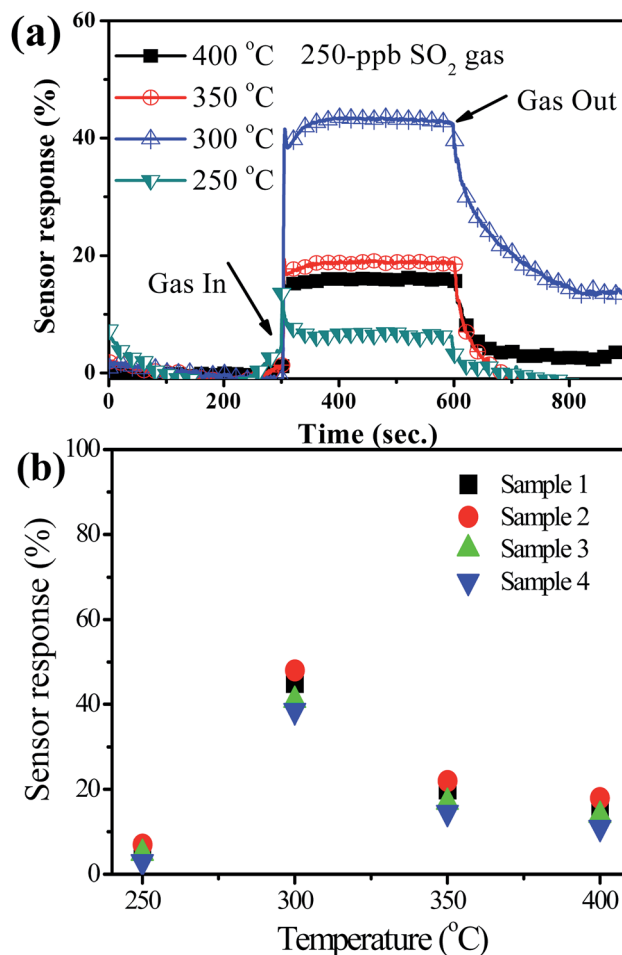 (a)
60
40
20
0
Sensor response (%)
400 °C
350 °C
300 °C
250 °C
250-ppb SO₂ gas
Gas Out
Gas In
0 200 400 600 800
Time (sec.)
(b)
100
80
60
40
20
0
Sensor response (%)
Sample 1
Sample 2
Sample 3
Sample 4
250 300 350 400
Temperature (°C)